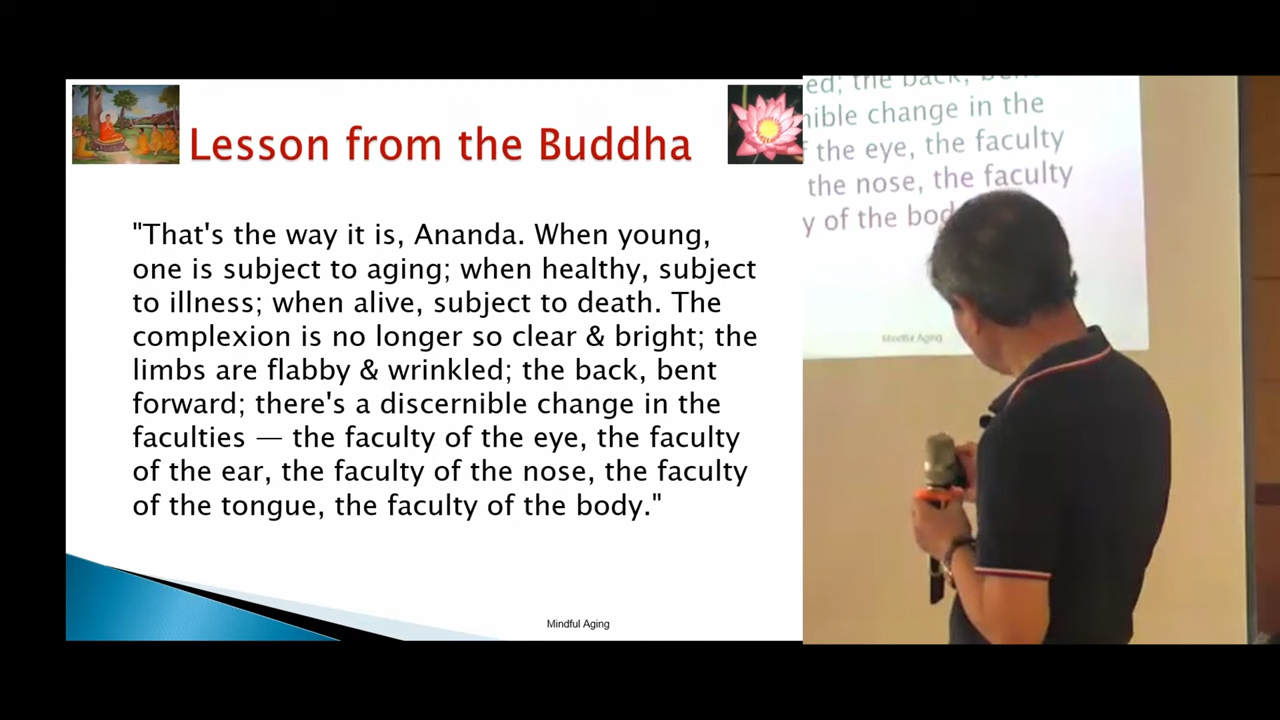 Lesson from the Buddha
"That's the way it is, Ananda. When young,
one is subject to aging; when healthy, subject
to illness; when alive, subject to death. The
complexion is no longer so clear & bright; the
limbs are flabby & wrinkled; the back, bent
forward; there's a discernible change in the
faculties — the faculty of the eye, the faculty
of the ear, the faculty of the nose, the faculty
of the tongue, the faculty of the body."
Mindful Aging
the back,
change in the
the eye, the faculty
the nose, the faculty
y of the
Mindful Aging